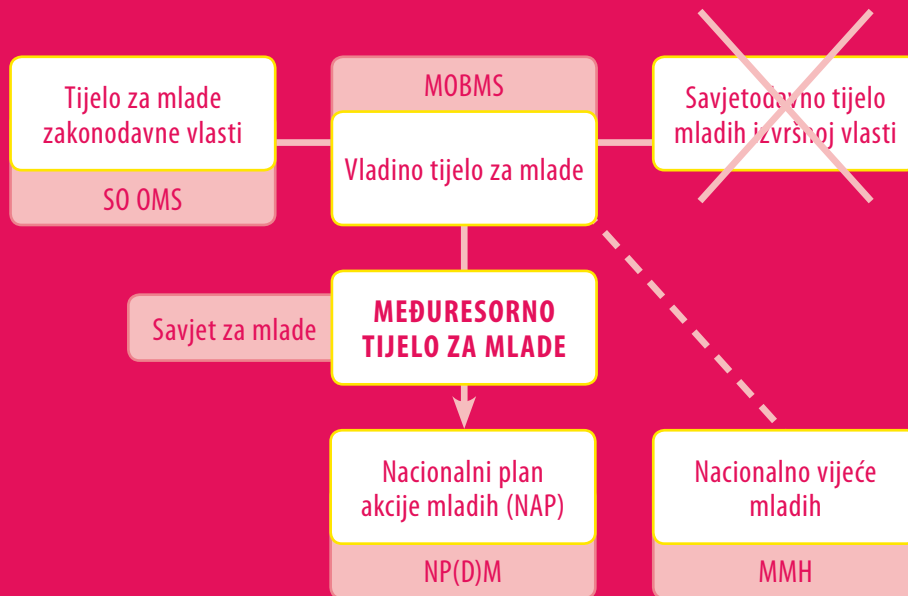 Tijelo za mlade
zakonodavne vlasti
SO OMS
MOBMS
Vladino tijelo za mlade
Savjetodavno tijelo
mladih izvršnoj vlasti
Savjet za mlade
MEĐURESORNO
TIJELO ZA MLADE
Nacionalni plan
akcije mladih (NAP)
NP(D)M
Nacionalno vijeće
mladih
MMH